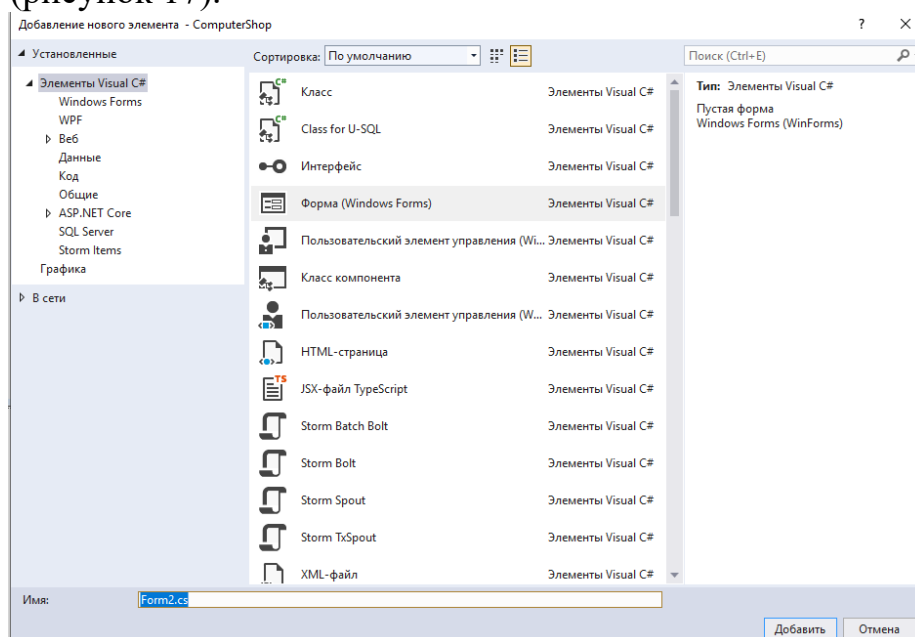 (рисунок 17).
Добавление нового элемента - ComputerShop ? ×
Установленные
Сортировка: По умолчанию
Поиск (Ctrl+E)
Элементы Visual C#
Windows Forms
WPF
Веб
Данные
Код
Общие
ASP.NET Core
SQL Server
Storm Items
Графика
В сети
Класс Элементы Visual C#
Class for U-SQL Элементы Visual C#
Интерфейс Элементы Visual C#
Форма (Windows Forms) Элементы Visual C#
Пользовательский элемент управления (Wi... Элементы Visual C#
Класс компонента Элементы Visual C#
Пользовательский элемент управления (W... Элементы Visual C#
HTML-страница Элементы Visual C#
JSX-файл TypeScript Элементы Visual C#
Storm Batch Bolt Элементы Visual C#
Storm Bolt Элементы Visual C#
Storm Spout Элементы Visual C#
Storm TxSpout Элементы Visual C#
XML-файл Элементы Visual C#
Тип: Элементы Visual C#
Пустая форма
Windows Forms (WinForms)
Имя: Form2.cs
Добавить Отмена